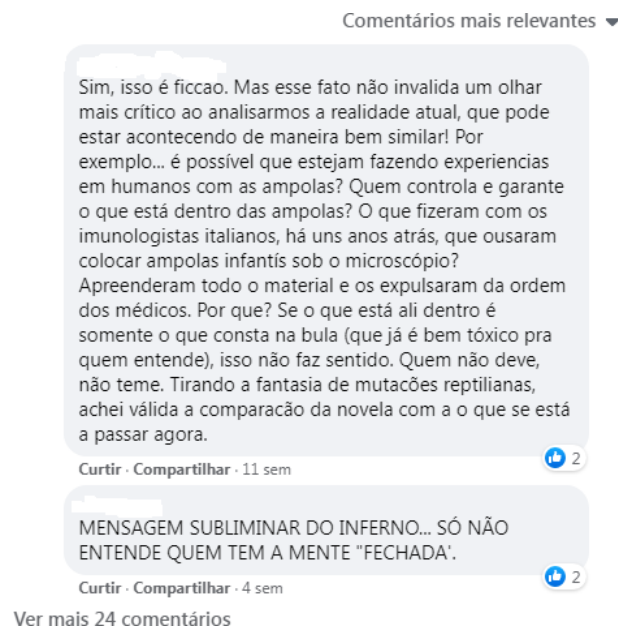 Comentários mais relevantes
Sim, isso é ficcao. Mas esse fato não invalida um olhar
mais crítico ao analisarmos a realidade atual, que pode
estar acontecendo de maneira bem similar! Por
exemplo... é possível que estejam fazendo experiencias
em humanos com as ampolas? Quem controla e garante
o que está dentro das ampolas? O que fizeram com os
imunologistas italianos, há uns anos atrás, que ousaram
colocar ampolas infantís sob o microscópio?
Apreenderam todo o material e os expulsaram da ordem
dos médicos. Por que? Se o que está ali dentro é
somente o que consta na bula (que já é bem tóxico pra
quem entende), isso não faz sentido. Quem não deve,
não teme. Tirando a fantasia de mutacões reptilianas,
achei válida a comparacão da novela com a o que se está
a passar agora.
2
Curtir · Compartilhar · 11 sem
MENSAGEM SUBLIMINAR DO INFERNO... SÓ NÃO
ENTENDE QUEM TEM A MENTE "FECHADA'.
2
Curtir · Compartilhar · 4 sem
Ver mais 24 comentários